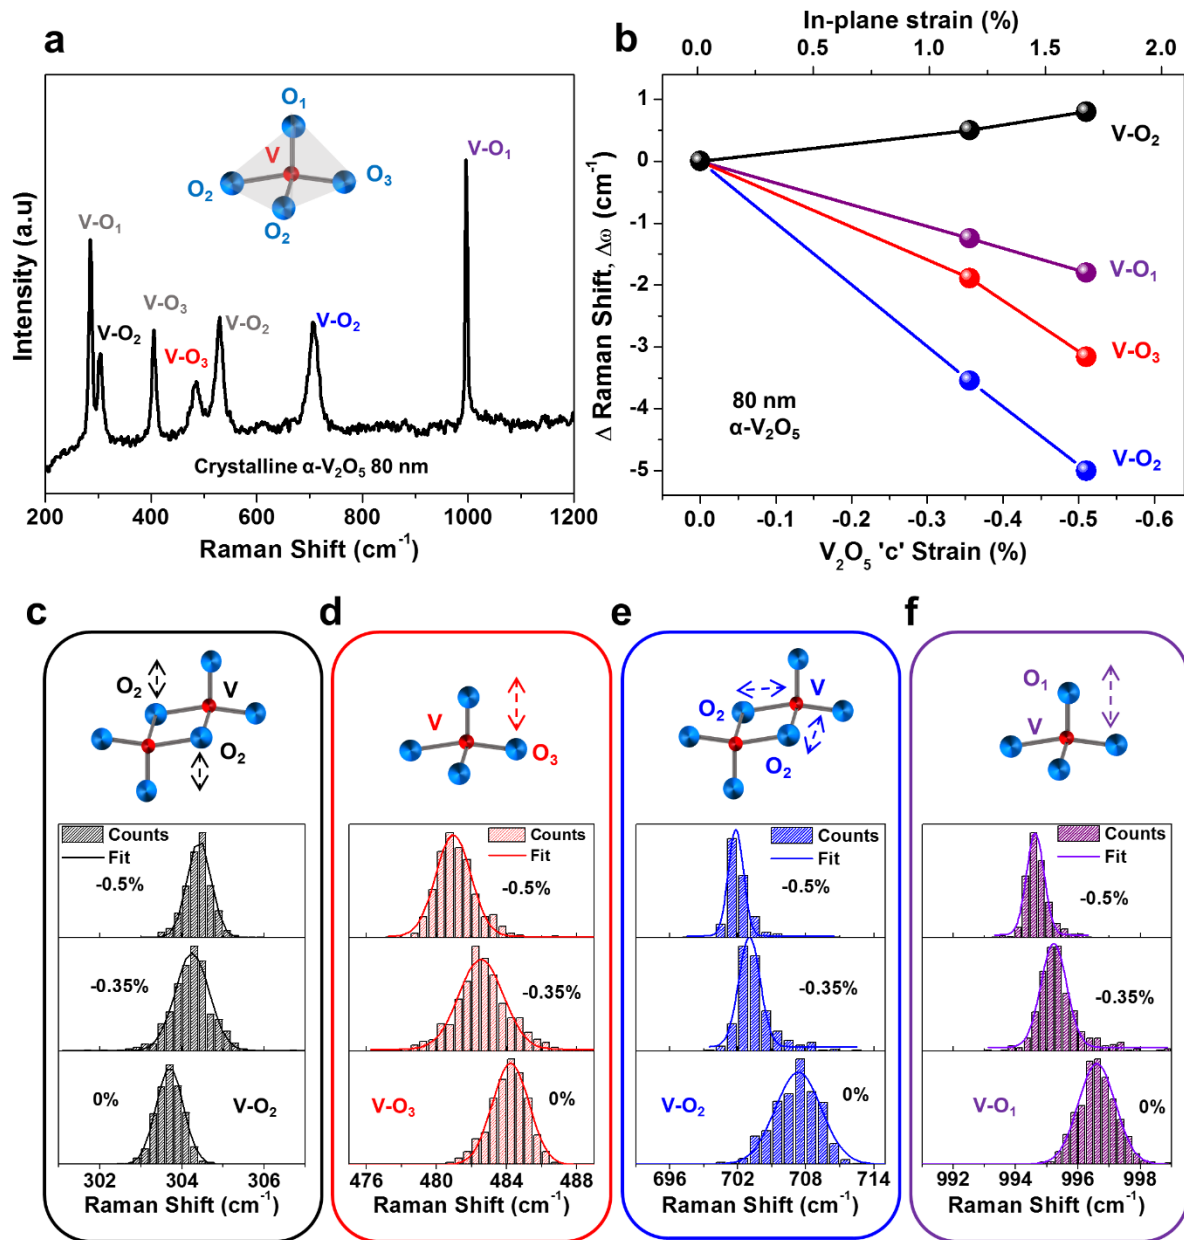 a
Intensity (a.u)
O1
V
O2
O3
O2
V-O1
V-O2
V-O3
V-O3
V-O2
V-O2
V-O1
Crystalline α-V2O5 80 nm
200 400 600 800 1000 1200
Raman Shift (cm-1)
b
In-plane strain (%)
0.0 0.5 1.0 1.5 2.0
Δ Raman Shift, Δω (cm-1)
1
0
-1
-2
-3
-4
-5
V-O2
V-O1
V-O3
V-O2
80 nm
α-V2O5
0.0 -0.1 -0.2 -0.3 -0.4 -0.5 -0.6
V2O5 'c' Strain (%)
c
O2
V
O2
Counts
Fit
-0.5%
-0.35%
0%
V-O2
302 304 306
Raman Shift (cm-1)
d
V
O3
Counts
Fit
-0.5%
-0.35%
V-O3
0%
476 480 484 488
Raman Shift (cm-1)
e
V
O2
O2
Counts
Fit
-0.5%
-0.35%
V-O2
0%
696 702 708 714
Raman Shift (cm-1)
f
O1
V
Counts
Fit
-0.5%
-0.35%
V-O1
0%
992 994 996 998
Raman Shift (cm-1)